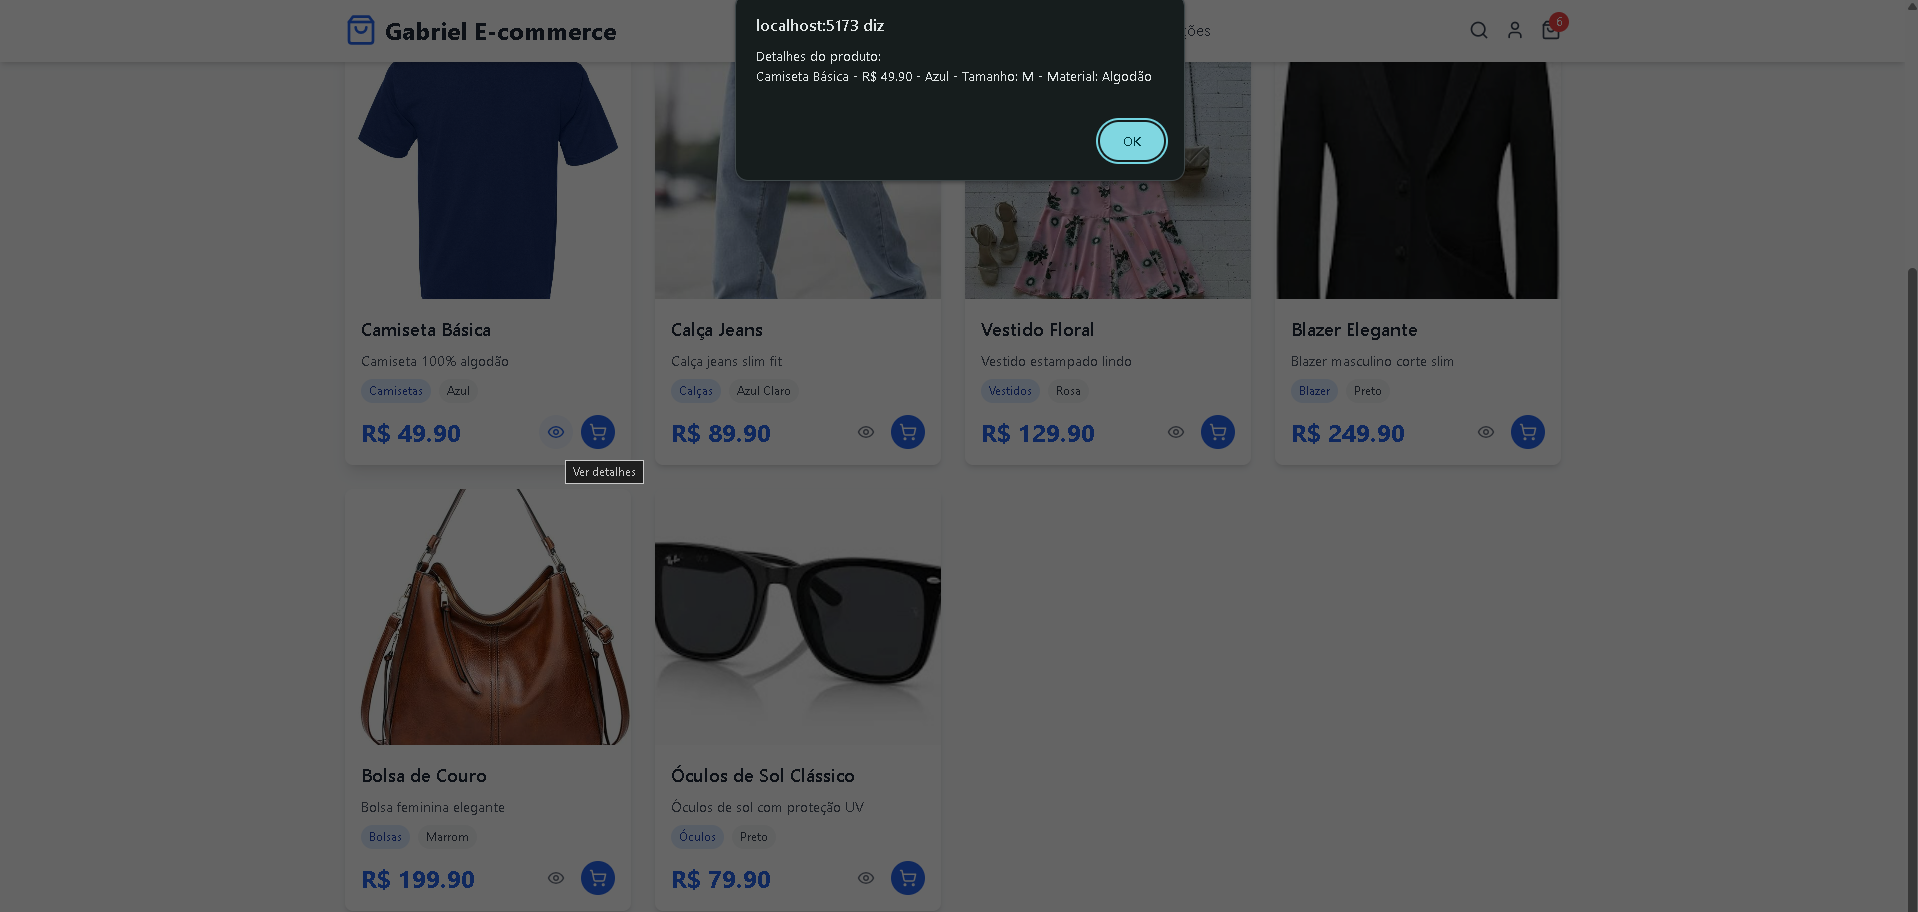 Gabriel E-commerce
localhost:5173 diz
Detalhes do produto:
Camiseta Básica - R$ 49.90 - Azul - Tamanho: M - Material: Algodão
OK
6
Camiseta Básica
Camiseta 100% algodão
Camisetas Azul
R$ 49.90
Ver detalhes
Calça Jeans
Calça jeans slim fit
Calças Azul Claro
R$ 89.90
Vestido Floral
Vestido estampado lindo
Vestidos Rosa
R$ 129.90
Blazer Elegante
Blazer masculino corte slim
Blazer Preto
R$ 249.90
Bolsa de Couro
Bolsa feminina elegante
Bolsas Marrom
R$ 199.90
Ray-Ban
Óculos de Sol Clássico
Óculos de sol com proteção UV
Óculos Preto
R$ 79.90